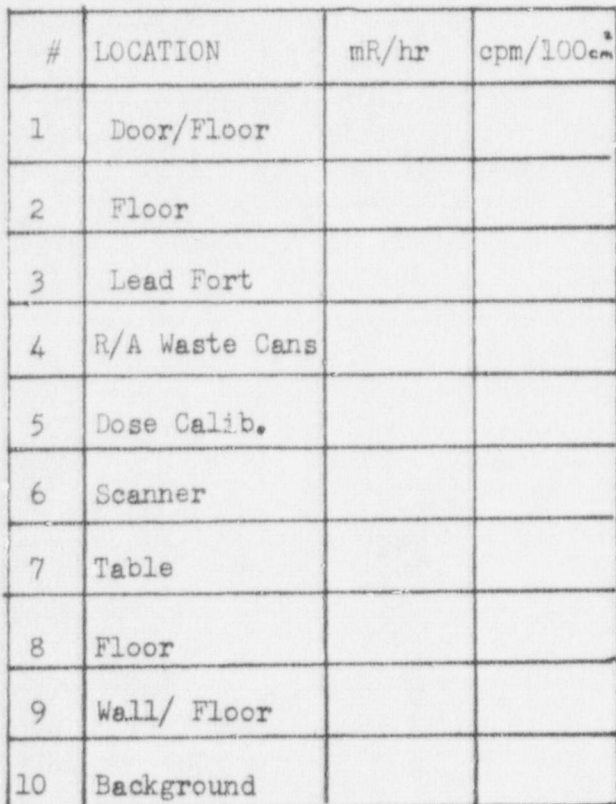 # LOCATION mR/hr cpm/100cm²
1 Door/Floor
2 Floor
3 Lead Fort
4 R/A Waste Cans
5 Dose Calib.
6 Scanner
7 Table
8 Floor
9 Wall/ Floor
10 Background